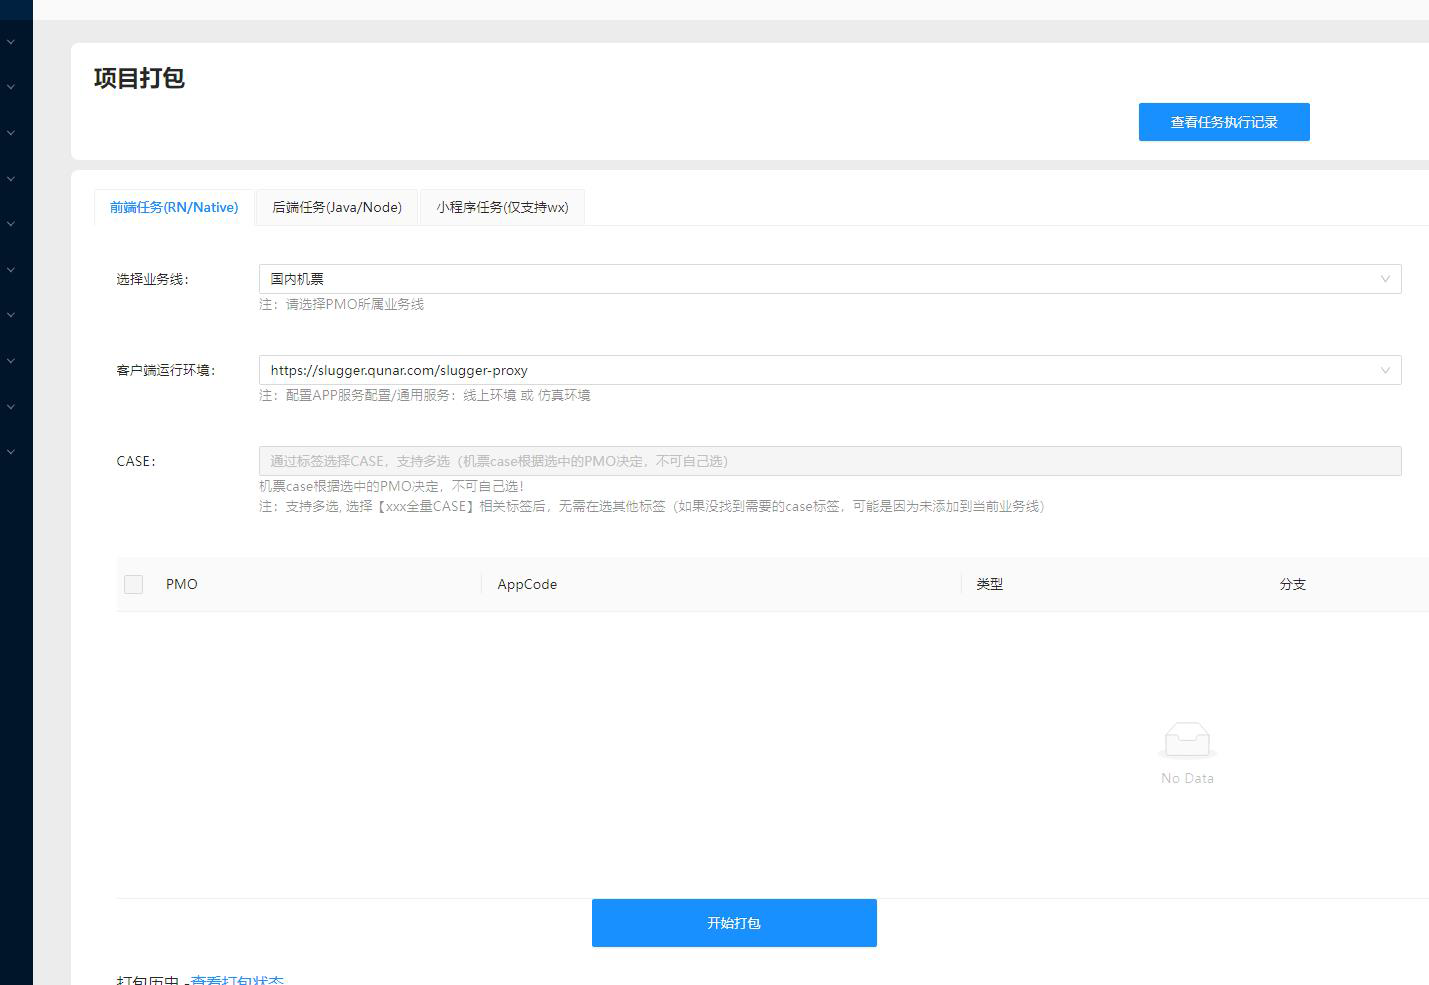 项目打包
查看任务执行记录
前端任务(RN/Native) 后端任务(Java/Node) 小程序任务(仅支持wx)
选择业务线： 国内机票
注：请选择PMO所属业务线
客户端运行环境： https://slugger.qunar.com/slugger-proxy
注：配置APP服务配置/通用服务：线上环境 或 仿真环境
CASE： 通过标签选择CASE，支持多选（机票case根据选中的PMO决定，不可自己选）
机票case根据选中的PMO决定，不可自己选！
注：支持多选, 选择【xxx全量CASE】相关标签后，无需在选其他标签（如果没找到需要的case标签，可能是因为未添加到当前业务线）
PMO AppCode 类型 分支
No Data
开始打包
打包历史 -查看打包状态